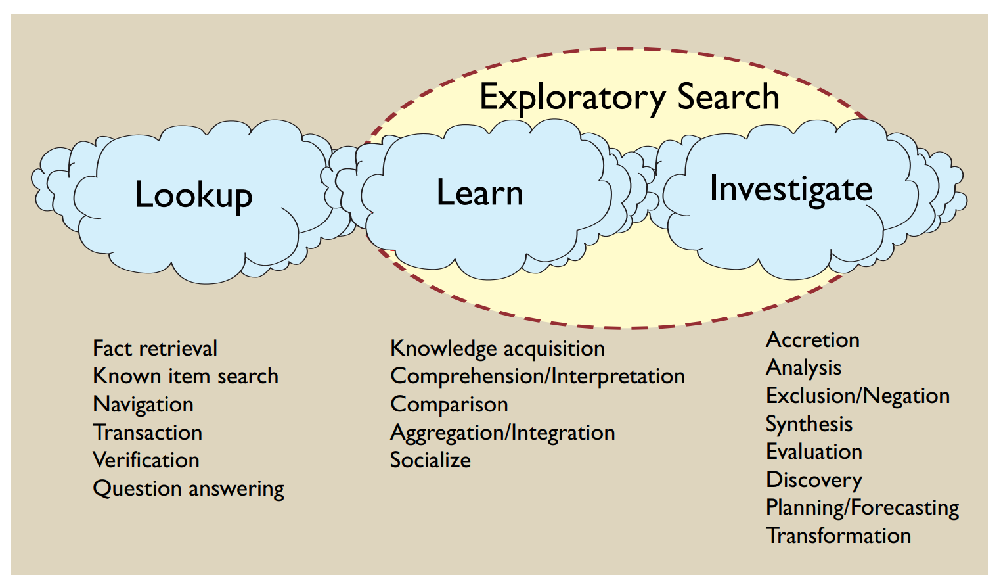 Exploratory Search
Lookup
Learn
Investigate
Fact retrieval
Known item search
Navigation
Transaction
Verification
Question answering
Knowledge acquisition
Comprehension/Interpretation
Comparison
Aggregation/Integration
Socialize
Accretion
Analysis
Exclusion/Negation
Synthesis
Evaluation
Discovery
Planning/Forecasting
Transformation